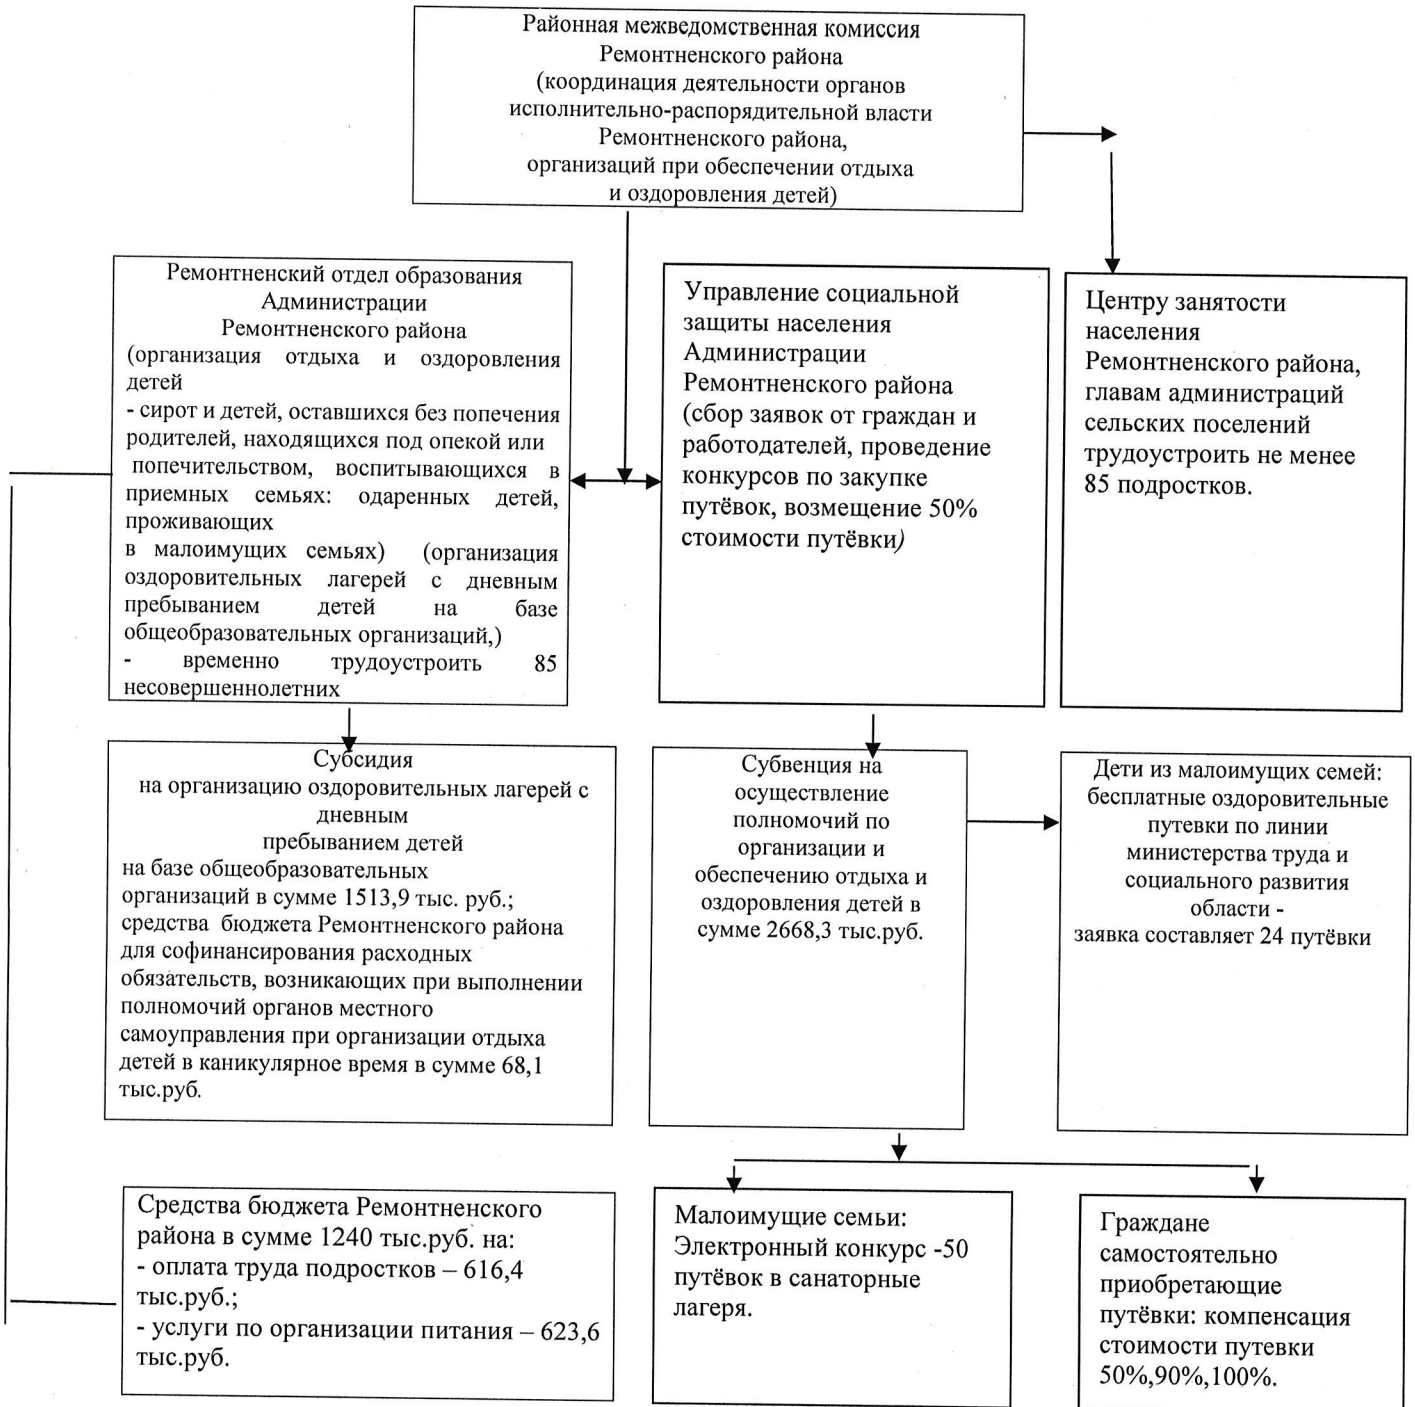 Районная межведомственная комиссия
Ремонтненского района
(координация деятельности органов
исполнительно-распорядительной власти
Ремонтненского района,
организаций при обеспечении отдыха
и оздоровления детей)
Ремонтненский отдел образования
Администрации
Ремонтненского района
(организация отдыха и оздоровления
детей
- сирот и детей, оставшихся без попечения
родителей, находящихся под опекой или
попечительством, воспитывающихся в
приемных семьях: одаренных детей,
проживающих
в малоимущих семьях) (организация
оздоровительных лагерей с дневным
пребыванием детей на базе
общеобразовательных организаций,)
- временно трудоустроить 85
несовершеннолетних
Управление социальной
защиты населения
Администрации
Ремонтненского района
(сбор заявок от граждан и
работодателей, проведение
конкурсов по закупке
путёвок, возмещение 50%
стоимости путёвки)
Центру занятости
населения
Ремонтненского района,
главам администраций
сельских поселений
трудоустроить не менее
85 подростков.
Субсидия
на организацию оздоровительных лагерей с
дневным
пребыванием детей
на базе общеобразовательных
организаций в сумме 1513,9 тыс. руб.;
средства бюджета Ремонтненского района
для софинансирования расходных
обязательств, возникающих при выполнении
полномочий органов местного
самоуправления при организации отдыха
детей в каникулярное время в сумме 68,1
тыс.руб.
Субвенция на
осуществление
полномочий по
организации и
обеспечению отдыха и
оздоровления детей в
сумме 2668,3 тыс.руб.
Дети из малоимущих семей:
бесплатные оздоровительные
путевки по линии
министерства труда и
социального развития
области -
заявка составляет 24 путёвки
Средства бюджета Ремонтненского
района в сумме 1240 тыс.руб. на:
- оплата труда подростков – 616,4
тыс.руб.;
- услуги по организации питания – 623,6
тыс.руб.
Малоимущие семьи:
Электронный конкурс -50
путёвок в санаторные
лагеря.
Граждане
самостоятельно
приобретающие
путёвки: компенсация
стоимости путевки
50%,90%,100%.